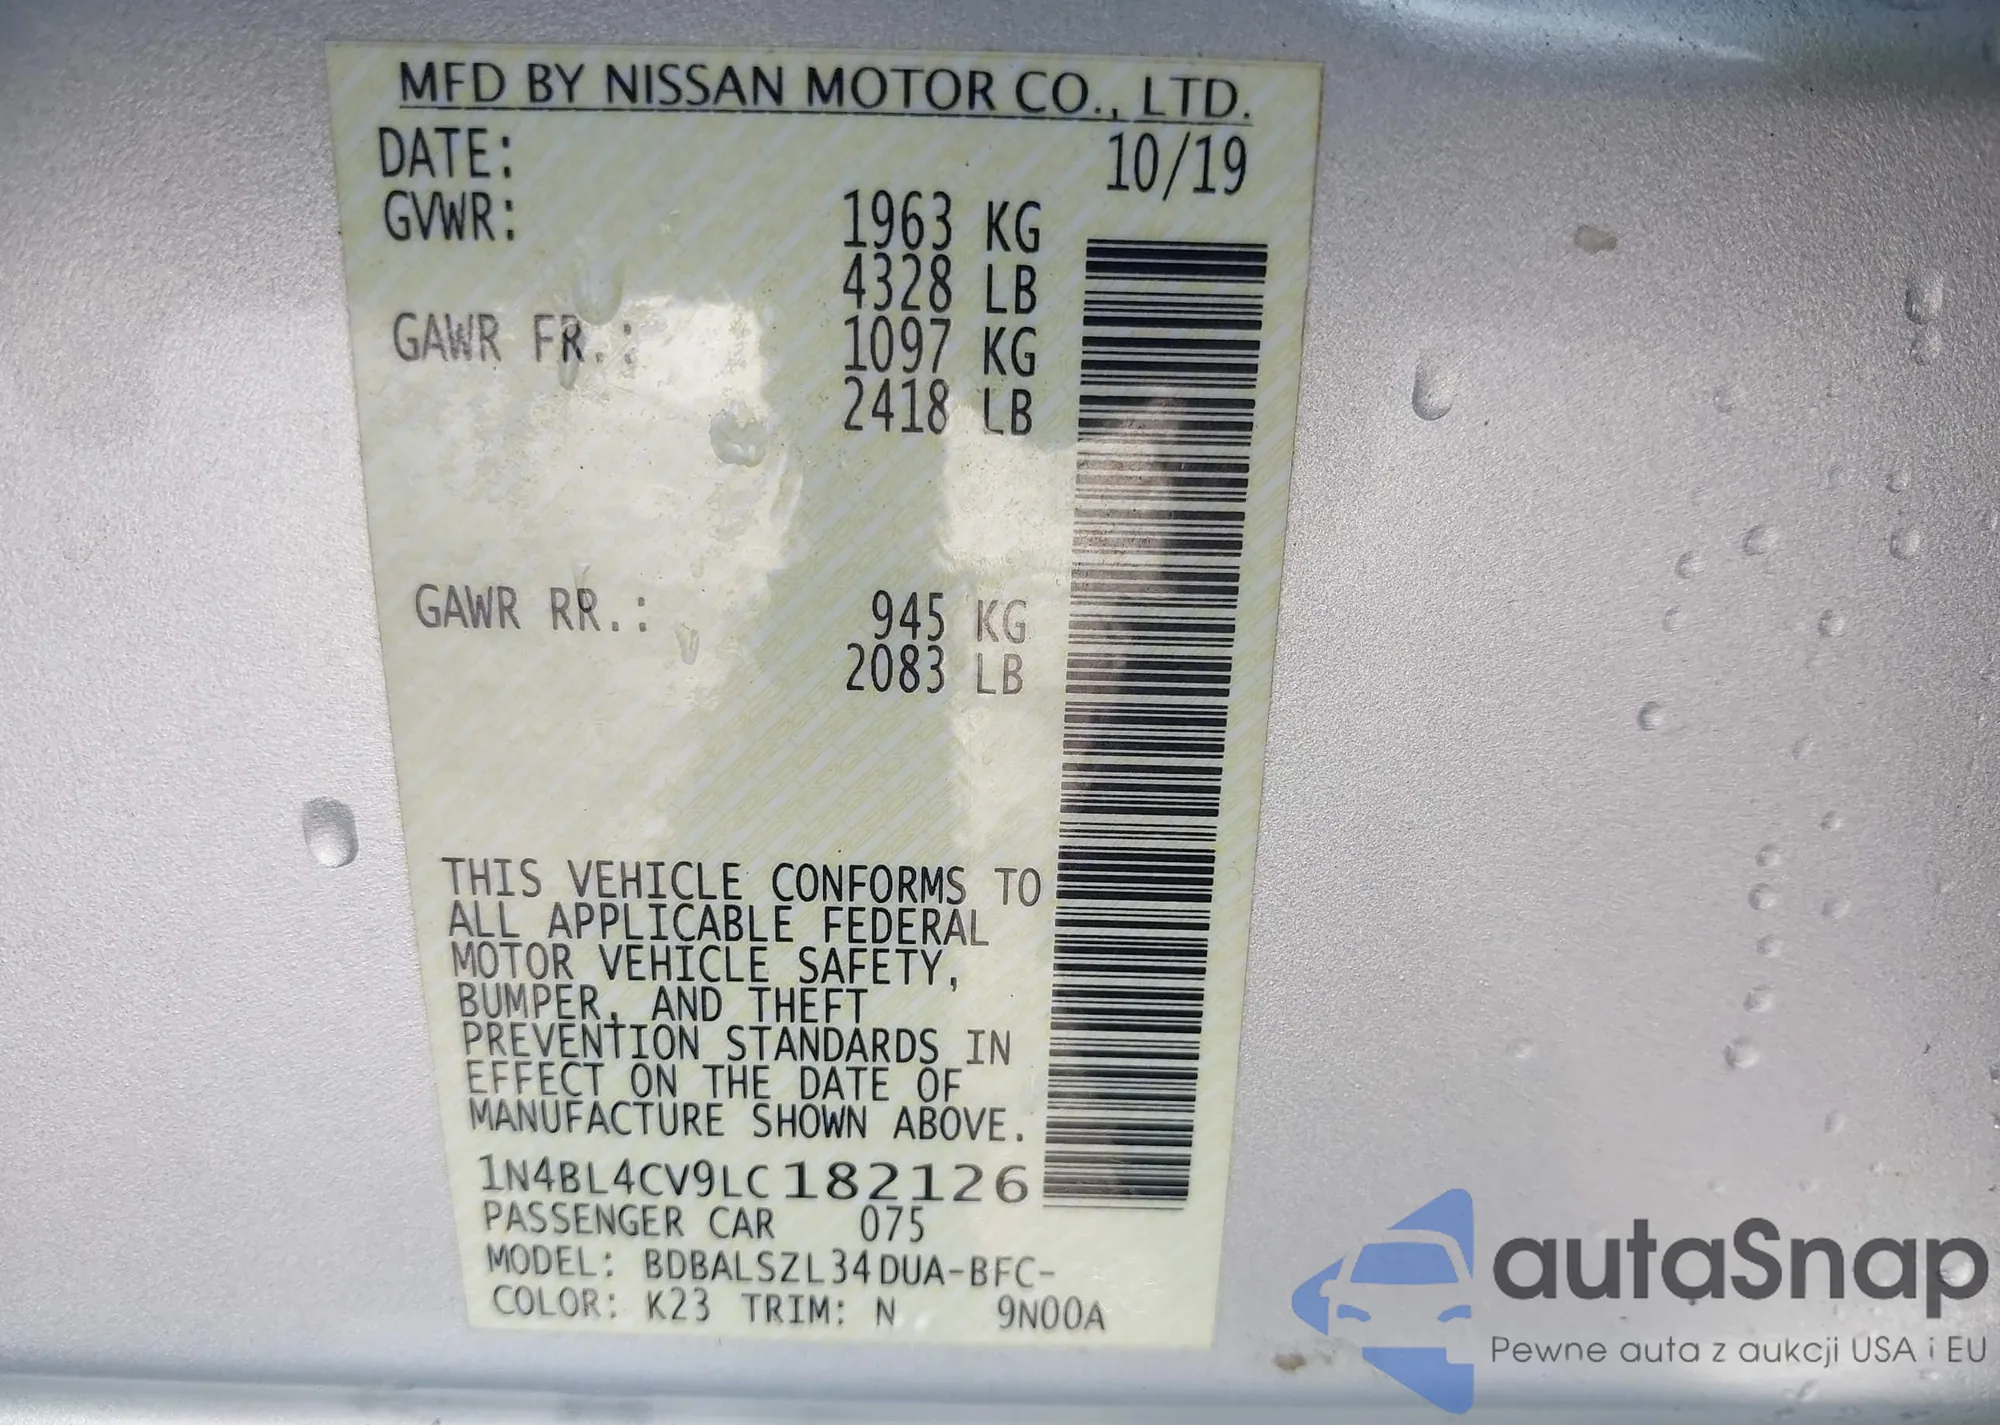 MFD BY NISSAN MOTOR CO., LTD.
DATE: 10/19
GVWR: 1963 KG
4328 LB
GAWR FR.: 1097 KG
2418 LB
GAWR RR.: 945 KG
2083 LB
THIS VEHICLE CONFORMS TO
ALL APPLICABLE FEDERAL
MOTOR VEHICLE SAFETY,
BUMPER, AND THEFT
PREVENTION STANDARDS IN
EFFECT ON THE DATE OF
MANUFACTURE SHOWN ABOVE.
1N4BL4CV9LC182126
PASSENGER CAR 075
MODEL: BDBALSZL34DUA-BFC-
COLOR: K23 TRIM: N 9N00A
autaSnap
Pewne auta z aukcji USA i EU